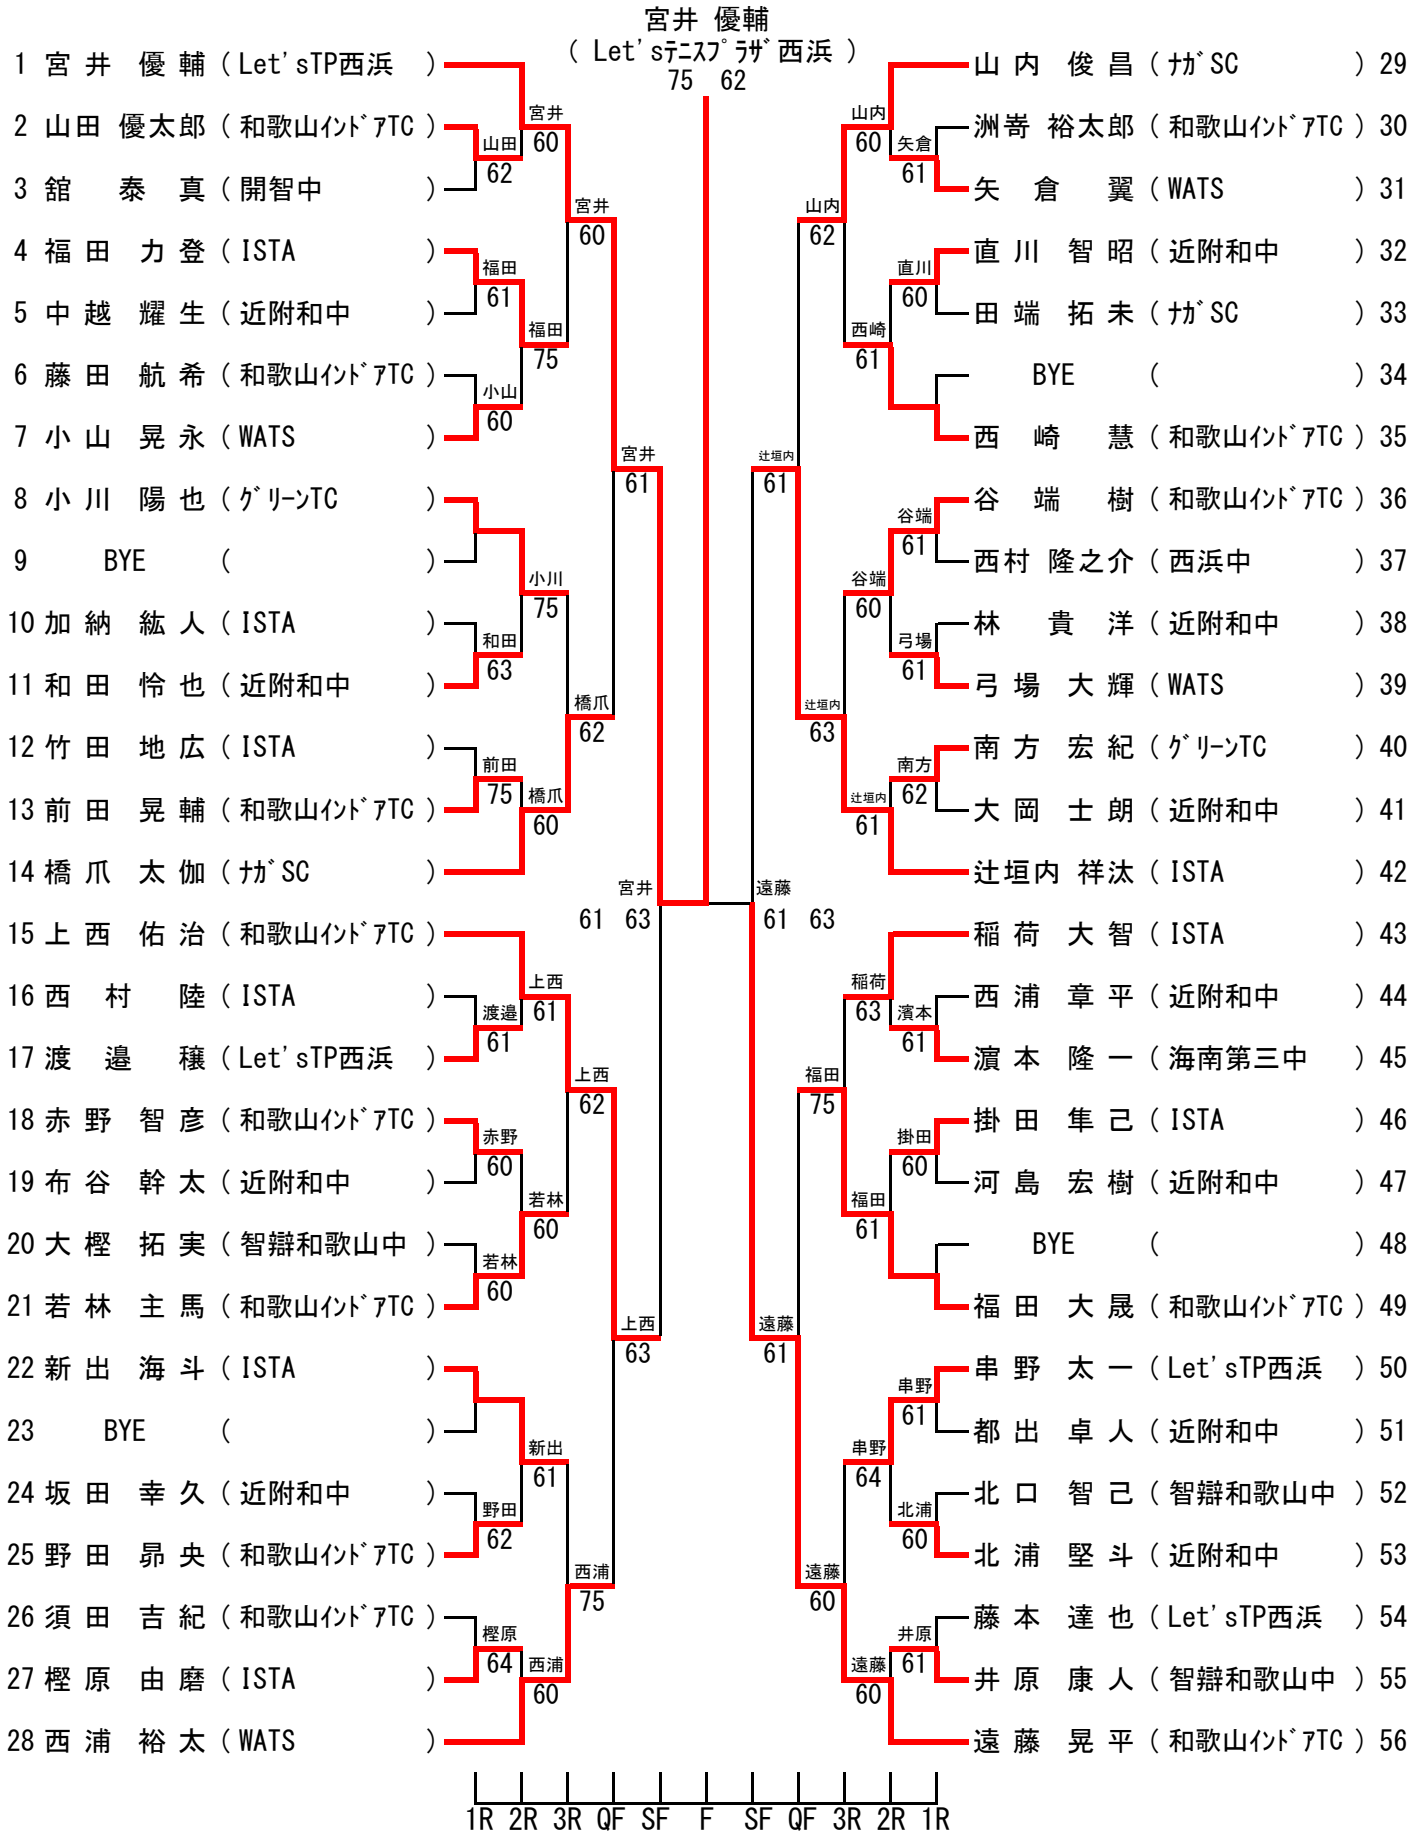 宮井 優輔
( Let'sﾃﾆｽﾌﾟﾗｻﾞ西浜 )
75 62
1 宮井 優輔 ( Let'sTP西浜 )
2 山田 優太郎 ( 和歌山ｲﾝﾄﾞｱTC )
3 舘 泰真 ( 開智中 )
4 福田 力登 ( ISTA )
5 中越 耀生 ( 近附和中 )
6 藤田 航希 ( 和歌山ｲﾝﾄﾞｱTC )
7 小山 晃永 ( WATS )
8 小川 陽也 ( ｸﾞﾘｰﾝTC )
9 BYE ( )
10 加納 紘人 ( ISTA )
11 和田 怜也 ( 近附和中 )
12 竹田 地広 ( ISTA )
13 前田 晃輔 ( 和歌山ｲﾝﾄﾞｱTC )
14 橋爪 太伽 ( ﾅｶﾞSC )
15 上西 佑治 ( 和歌山ｲﾝﾄﾞｱTC )
16 西村 陸 ( ISTA )
17 渡邉 穣 ( Let'sTP西浜 )
18 赤野 智彦 ( 和歌山ｲﾝﾄﾞｱTC )
19 布谷 幹太 ( 近附和中 )
20 大樫 拓実 ( 智辯和歌山中 )
21 若林 主馬 ( 和歌山ｲﾝﾄﾞｱTC )
22 新出 海斗 ( ISTA )
23 BYE ( )
24 坂田 幸久 ( 近附和中 )
25 野田 昴央 ( 和歌山ｲﾝﾄﾞｱTC )
26 須田 吉紀 ( 和歌山ｲﾝﾄﾞｱTC )
27 樫原 由磨 ( ISTA )
28 西浦 裕太 ( WATS )
山田
62
福田
61
小山
60
和田
63
前田
75
渡邉
61
赤野
60
若林
60
野田
62
樫原
64
宮井
60
福田
75
小川
75
橋爪
60
上西
61
若林
60
新出
61
西浦
60
宮井
60
橋爪
62
上西
62
西浦
75
宮井
61
上西
63
宮井
61 63
遠藤
61 63
辻垣内
61
遠藤
61
山内
62
辻垣内
63
福田
75
遠藤
60
山内
60
西崎
61
谷端
60
辻垣内
61
稲荷
63
福田
61
串野
64
遠藤
60
矢倉
61
直川
60
谷端
61
弓場
61
南方
62
濱本
61
掛田
60
串野
61
北浦
60
井原
61
山内 俊昌 ( ﾅｶﾞSC ) 29
洲嵜 裕太郎 ( 和歌山ｲﾝﾄﾞｱTC ) 30
矢倉 翼 ( WATS ) 31
直川 智昭 ( 近附和中 ) 32
田端 拓未 ( ﾅｶﾞSC ) 33
BYE ( ) 34
西崎 慧 ( 和歌山ｲﾝﾄﾞｱTC ) 35
谷端 樹 ( 和歌山ｲﾝﾄﾞｱTC ) 36
西村 隆之介 ( 西浜中 ) 37
林 貴洋 ( 近附和中 ) 38
弓場 大輝 ( WATS ) 39
南方 宏紀 ( ｸﾞﾘｰﾝTC ) 40
大岡 士朗 ( 近附和中 ) 41
辻垣内 祥汰 ( ISTA ) 42
稲荷 大智 ( ISTA ) 43
西浦 章平 ( 近附和中 ) 44
濵本 隆一 ( 海南第三中 ) 45
掛田 隼己 ( ISTA ) 46
河島 宏樹 ( 近附和中 ) 47
BYE ( ) 48
福田 大晟 ( 和歌山ｲﾝﾄﾞｱTC ) 49
串野 太一 ( Let'sTP西浜 ) 50
都出 卓人 ( 近附和中 ) 51
北口 智己 ( 智辯和歌山中 ) 52
北浦 堅斗 ( 近附和中 ) 53
藤本 達也 ( Let'sTP西浜 ) 54
井原 康人 ( 智辯和歌山中 ) 55
遠藤 晃平 ( 和歌山ｲﾝﾄﾞｱTC ) 56
1R 2R 3R QF SF F SF QF 3R 2R 1R